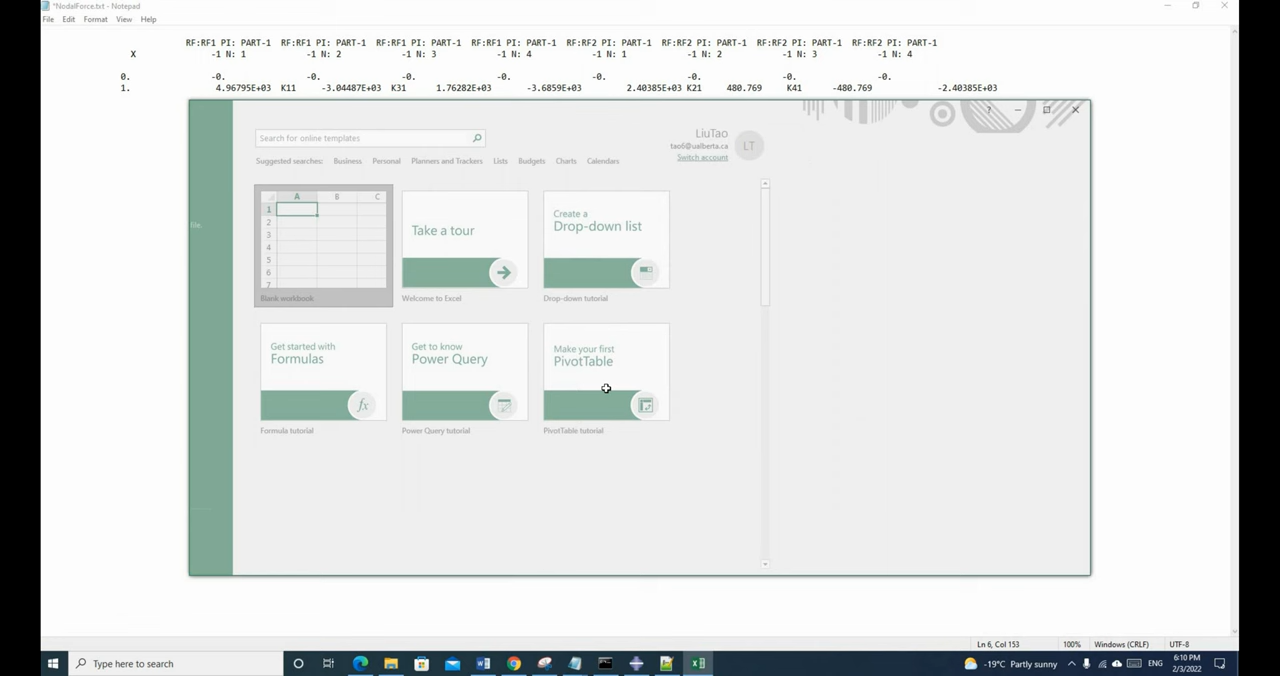 *NodalForce.txt - Notepad
File Edit Format View Help
RF:RF1 PI: PART-1 RF:RF1 PI: PART-1 RF:RF1 PI: PART-1 RF:RF1 PI: PART-1 RF:RF2 PI: PART-1 RF:RF2 PI: PART-1 RF:RF2 PI: PART-1 RF:RF2 PI: PART-1
X -1 N: 1 -1 N: 2 -1 N: 3 -1 N: 4 -1 N: 1 -1 N: 2 -1 N: 3 -1 N: 4
0. -0. -0. -0. -0. -0. -0. -0. -0.
1. 4.96795E+03 K11 -3.04487E+03 K31 1.76282E+03 -3.6859E+03 2.40385E+03 K21 480.769 K41 -480.769 -2.40385E+03
?
Search for online templates
LiuTao
tao6@ualberta.ca
LT
Switch account
Suggested searches: Business Personal Planners and Trackers Lists Budgets Charts Calendars
File.
A B C
1
2
3
4
5
6
7
Blank workbook
Take a tour
Welcome to Excel
Create a
Drop-down list
Drop-down tutorial
Get started with
Formulas
fx
Formula tutorial
Get to know
Power Query
Power Query tutorial
Make your first
PivotTable
PivotTable tutorial
Ln 6, Col 153 100% Windows (CRLF) UTF-8
Type here to search
-19°C Partly sunny
ENG
6:10 PM
2/3/2022